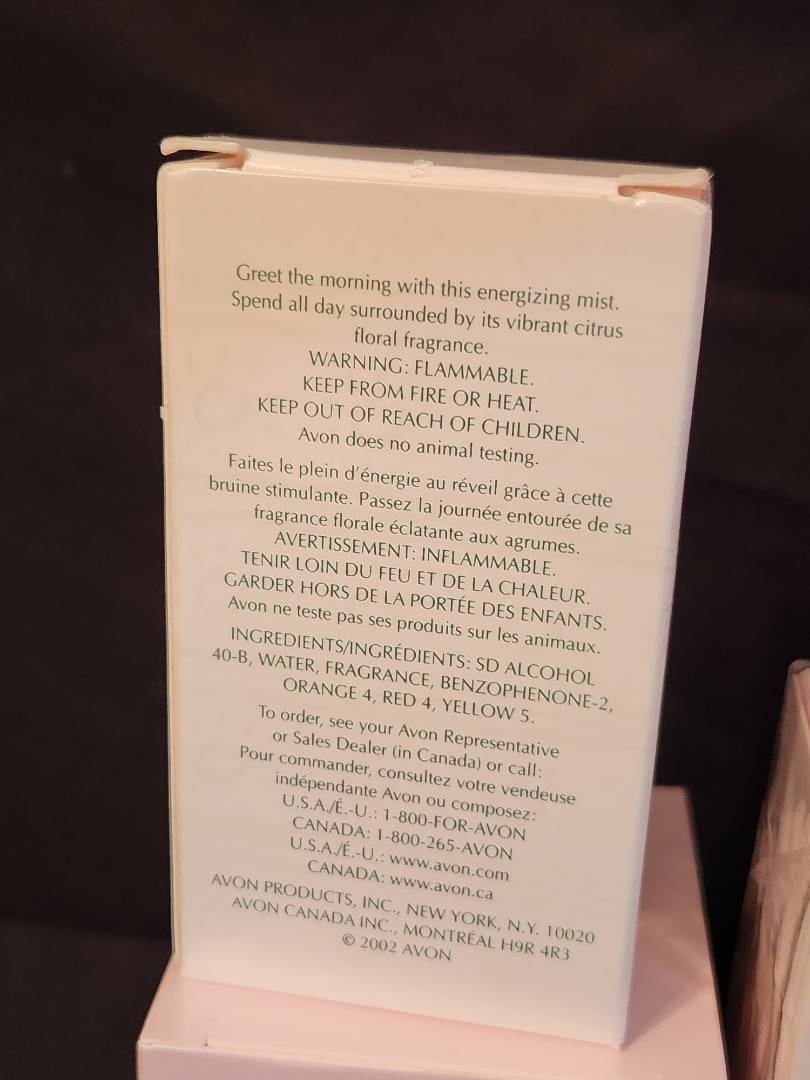 Greet the morning with this energizing mist.
Spend all day surrounded by its vibrant citrus
floral fragrance.
WARNING: FLAMMABLE.
KEEP FROM FIRE OR HEAT.
KEEP OUT OF REACH OF CHILDREN.
Avon does no animal testing.
Faites le plein d'énergie au réveil grâce à cette
bruine stimulante. Passez la journée entourée de sa
fragrance florale éclatante aux agrumes.
AVERTISSEMENT: INFLAMMABLE.
TENIR LOIN DU FEU ET DE LA CHALEUR.
GARDER HORS DE LA PORTÉE DES ENFANTS.
Avon ne teste pas ses produits sur les animaux.
INGREDIENTS/INGRÉDIENTS: SD ALCOHOL
40-B, WATER, FRAGRANCE, BENZOPHENONE-2,
ORANGE 4, RED 4, YELLOW 5.
To order, see your Avon Representative
or Sales Dealer (in Canada) or call:
Pour commander, consultez votre vendeuse
indépendante Avon ou composez:
U.S.A./É.-U.: 1-800-FOR-AVON
CANADA: 1-800-265-AVON
U.S.A./É.-U.: www.avon.com
CANADA: www.avon.ca
AVON PRODUCTS, INC., NEW YORK, N.Y. 10020
AVON CANADA INC., MONTRÉAL H9R 4R3
© 2002 AVON